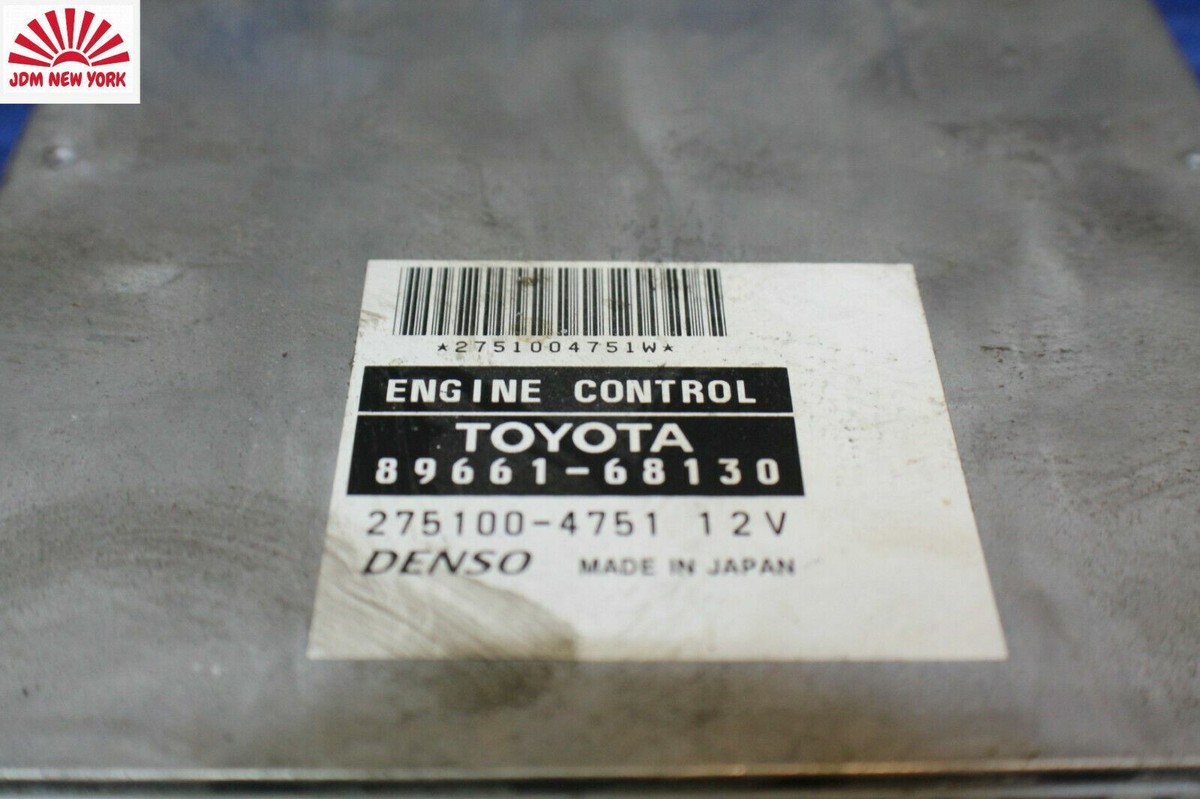 JDM NEW YORK
*2751004751W*
ENGINE CONTROL
TOYOTA
89661-68130
275100-4751 12V
DENSO MADE IN JAPAN